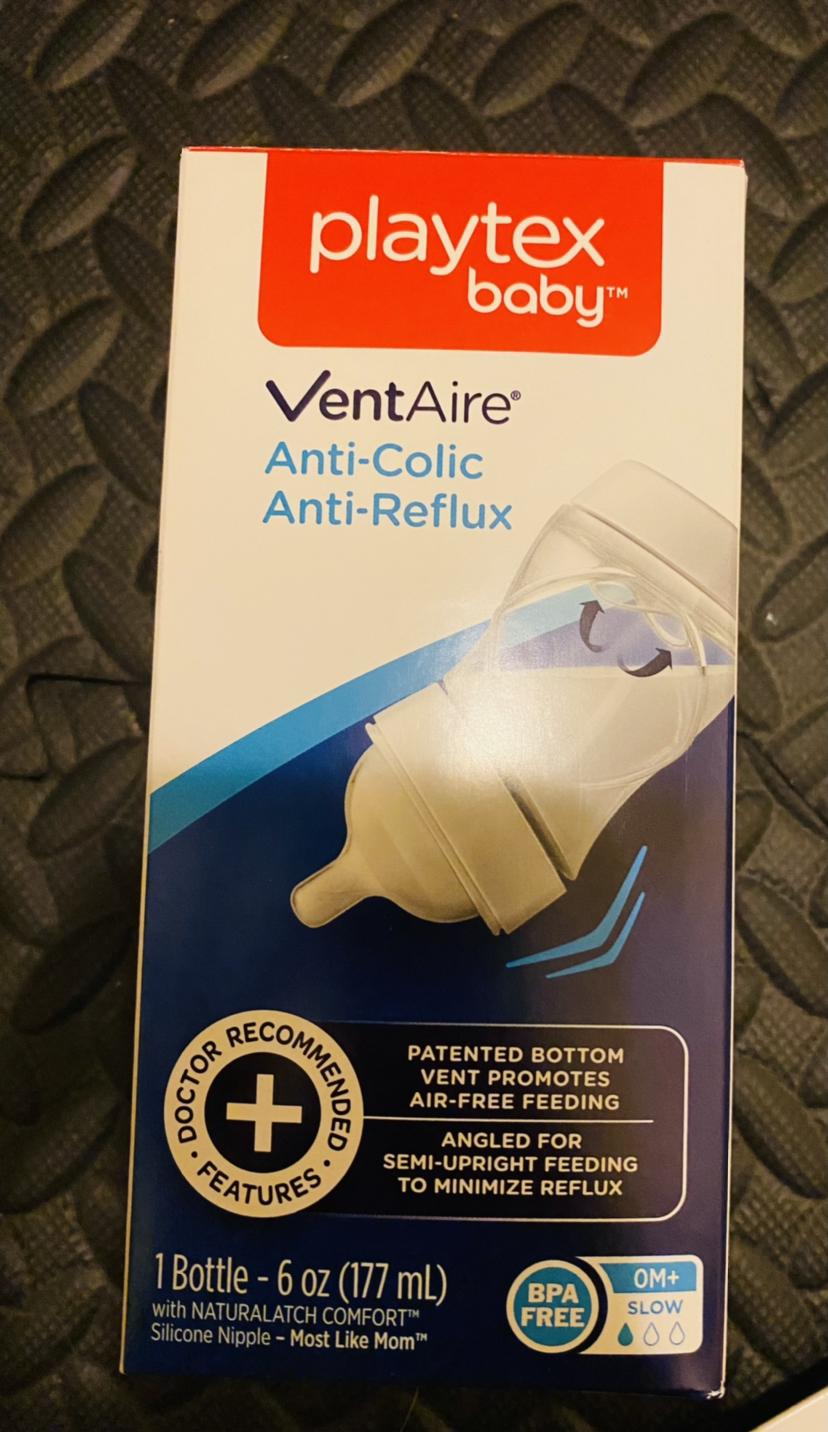 playtex
baby™
VentAire®
Anti-Colic
Anti-Reflux
DOCTOR RECOMMENDED
• FEATURES •
PATENTED BOTTOM
VENT PROMOTES
AIR-FREE FEEDING
ANGLED FOR
SEMI-UPRIGHT FEEDING
TO MINIMIZE REFLUX
1 Bottle - 6 oz (177 mL)
with NATURALATCH COMFORT™
Silicone Nipple – Most Like Mom™
BPA
FREE
0M+
SLOW